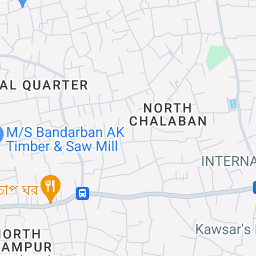 AL QUARTER
NORTH
CHALABAN
M/S Bandarban AK
Timber & Saw Mill
INTERNA
চাপ ঘর
Kawsar's
NORTH
AMPUR